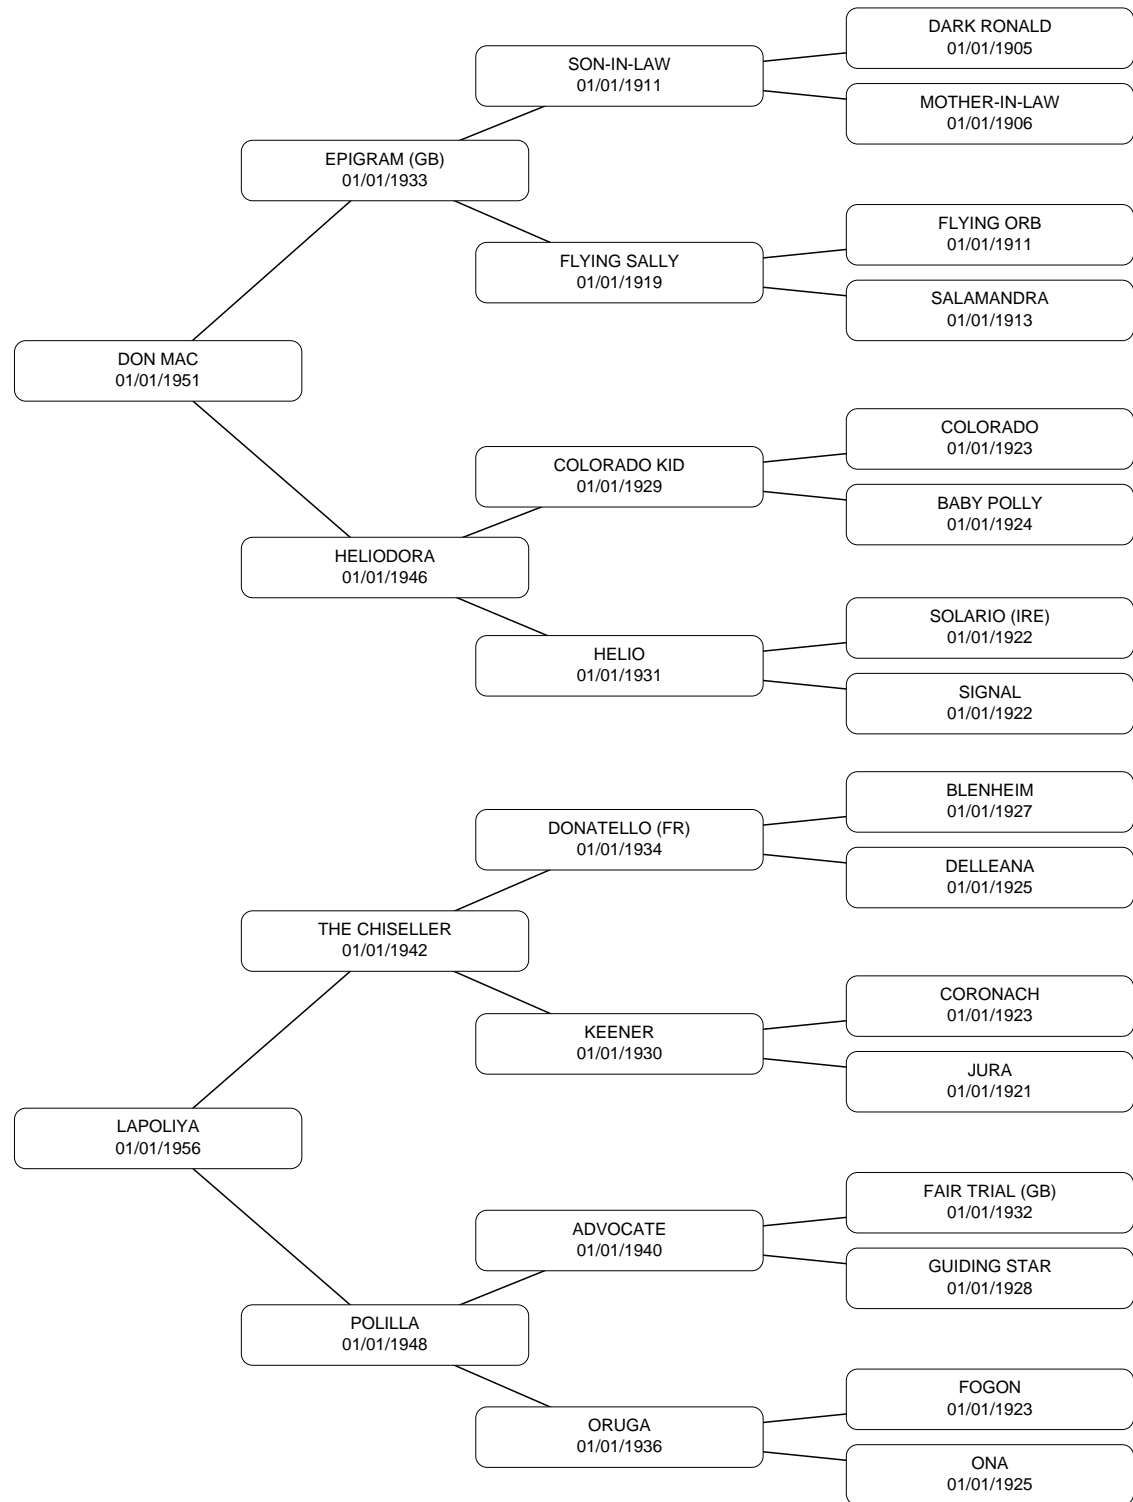 DARK RONALD
01/01/1905
SON-IN-LAW
01/01/1911
MOTHER-IN-LAW
01/01/1906
EPIGRAM (GB)
01/01/1933
FLYING ORB
01/01/1911
FLYING SALLY
01/01/1919
SALAMANDRA
01/01/1913
DON MAC
01/01/1951
COLORADO
01/01/1923
COLORADO KID
01/01/1929
BABY POLLY
01/01/1924
HELIODORA
01/01/1946
SOLARIO (IRE)
01/01/1922
HELIO
01/01/1931
SIGNAL
01/01/1922
BLENHEIM
01/01/1927
DONATELLO (FR)
01/01/1934
DELLEANA
01/01/1925
THE CHISELLER
01/01/1942
CORONACH
01/01/1923
KEENER
01/01/1930
JURA
01/01/1921
LAPOLIYA
01/01/1956
FAIR TRIAL (GB)
01/01/1932
ADVOCATE
01/01/1940
GUIDING STAR
01/01/1928
POLILLA
01/01/1948
FOGON
01/01/1923
ORUGA
01/01/1936
ONA
01/01/1925